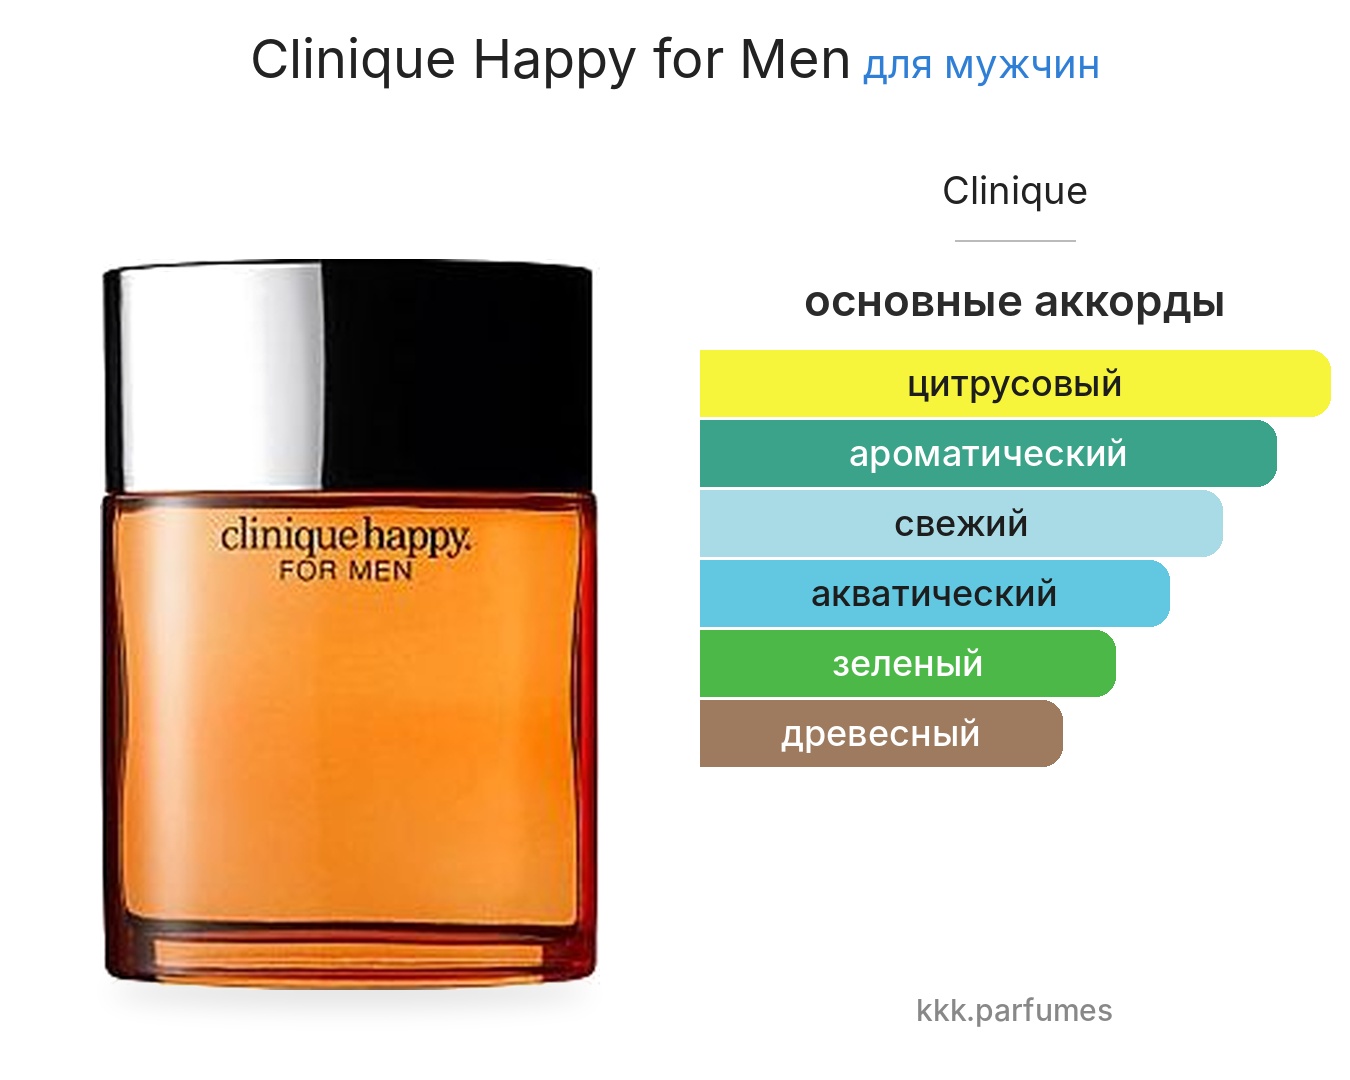 Clinique Happy for Men для мужчин
Clinique
основные аккорды
цитрусовый
ароматический
свежий
акватический
зеленый
древесный
clinique happy.
FOR MEN
kkk.parfumes